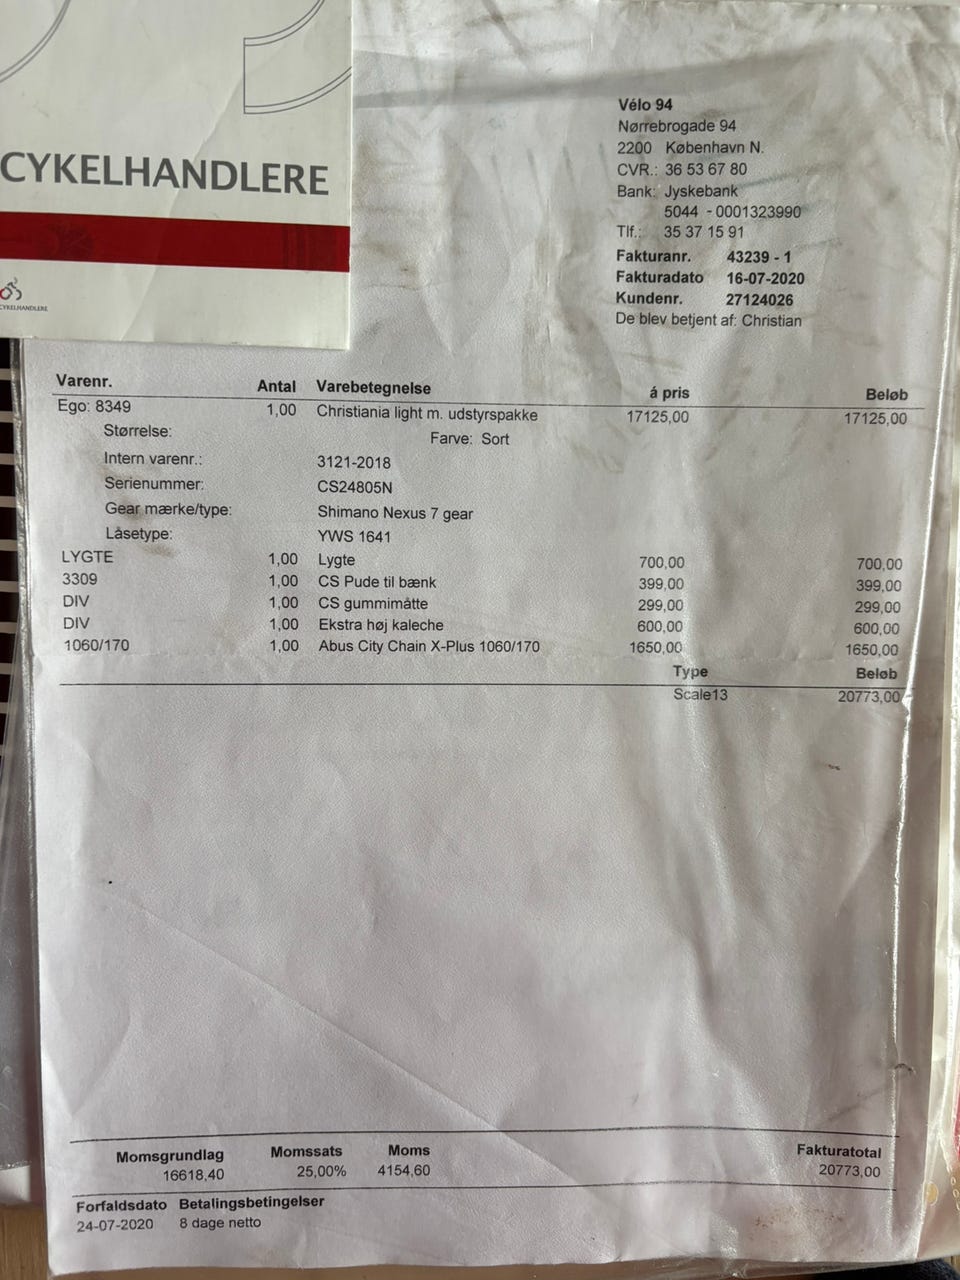 CYKELHANDLERE
CYKELHANDLERE
Vélo 94
Nørrebrogade 94
2200 København N.
CVR.: 36 53 67 80
Bank: Jyskebank
5044 - 0001323990
Tlf.: 35 37 15 91
Fakturanr. 43239 - 1
Fakturadato 16-07-2020
Kundenr. 27124026
De blev betjent af: Christian
Varenr. Antal Varebetegnelse á pris Beløb
Ego: 8349 1,00 Christiania light m. udstyrspakke 17125,00 17125,00
Størrelse: Farve: Sort
Intern varenr.: 3121-2018
Serienummer: CS24805N
Gear mærke/type: Shimano Nexus 7 gear
Låsetype: YWS 1641
LYGTE 1,00 Lygte 700,00 700,00
3309 1,00 CS Pude til bænk 399,00 399,00
DIV 1,00 CS gummimåtte 299,00 299,00
DIV 1,00 Ekstra høj kaleche 600,00 600,00
1060/170 1,00 Abus City Chain X-Plus 1060/170 1650,00 1650,00
Type Beløb
Scale13 20773,00
Momsgrundlag Momssats Moms Fakturatotal
16618,40 25,00% 4154,60 20773,00
Forfaldsdato Betalingsbetingelser
24-07-2020 8 dage netto